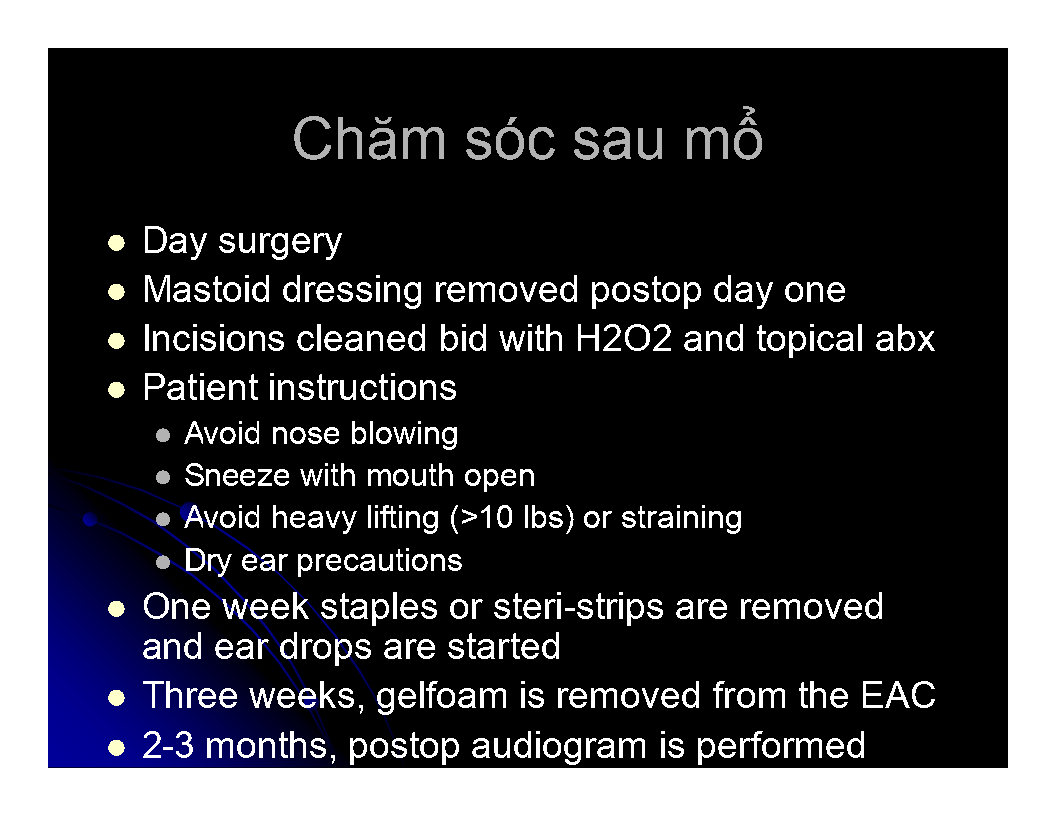 Chăm sóc sau mổ
Day surgery
Mastoid dressing removed postop day one
Incisions cleaned bid with H2O2 and topical abx
Patient instructions
Avoid nose blowing
Sneeze with mouth open
Avoid heavy lifting (>10 lbs) or straining
Dry ear precautions
One week staples or steri-strips are removed
and ear drops are started
Three weeks, gelfoam is removed from the EAC
2-3 months, postop audiogram is performed